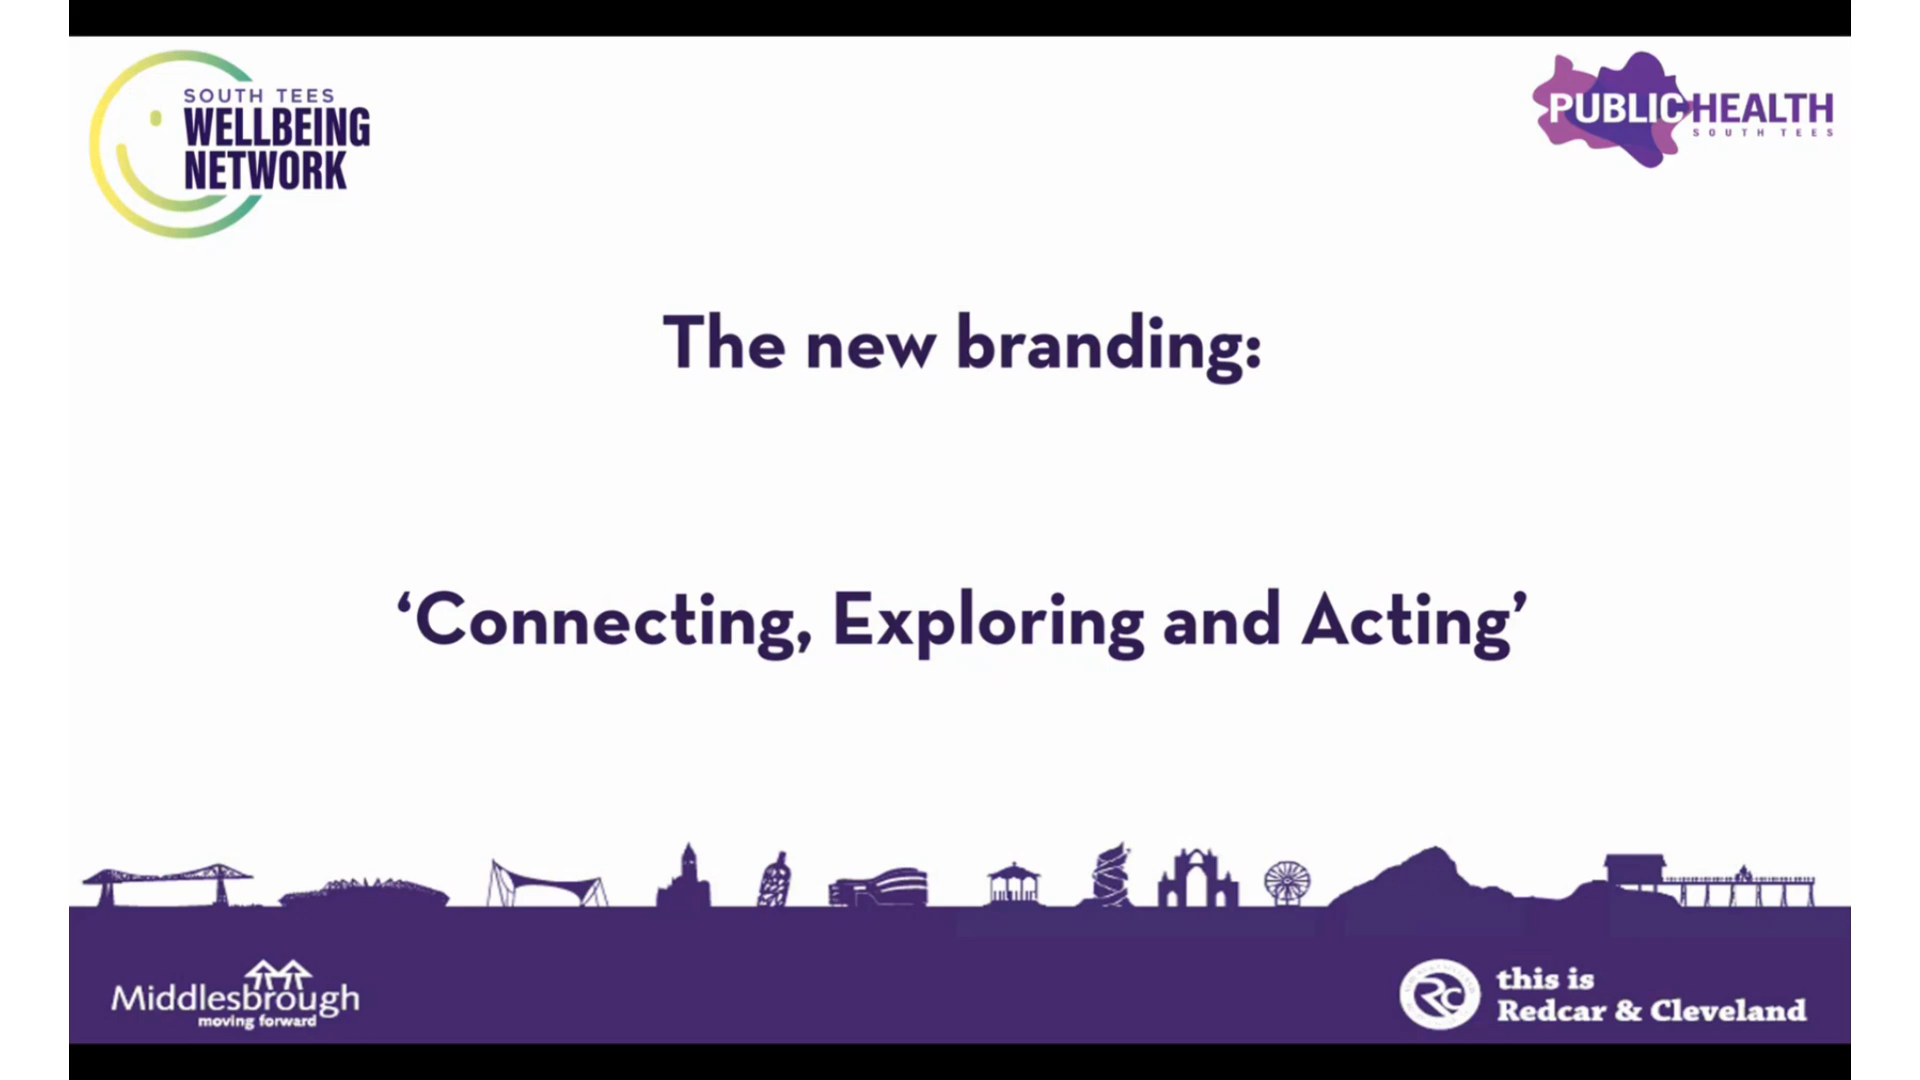 SOUTH TEES
WELLBEING
NETWORK
PUBLIC HEALTH
SOUTH TEES
The new branding:
‘Connecting, Exploring and Acting’
Middlesbrough
moving forward
RC
this is
Redcar & Cleveland